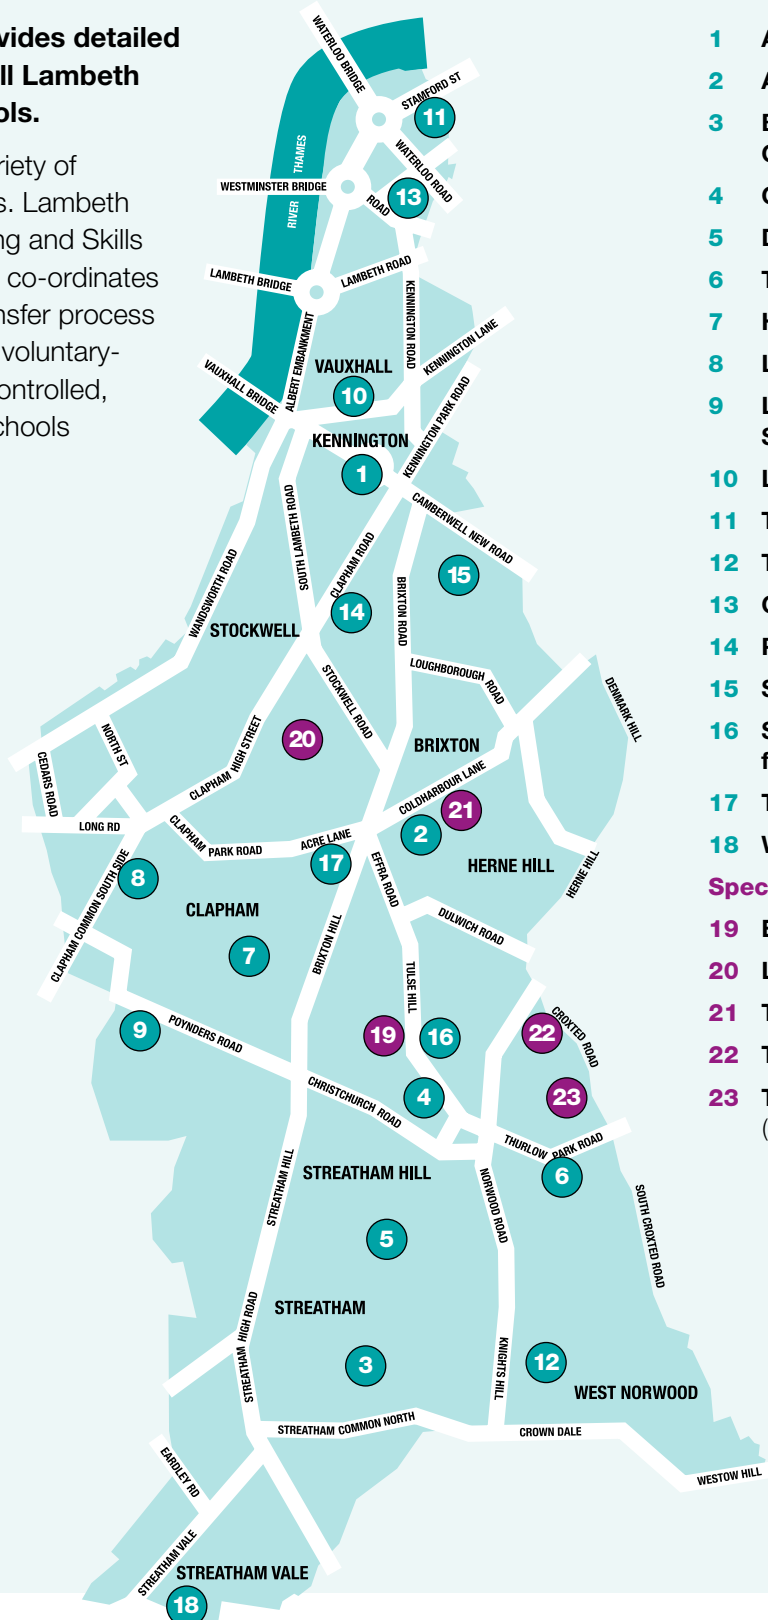 vides detailed
ll Lambeth
ols.
riety of
s. Lambeth
ng and Skills
co-ordinates
nsfer process
voluntary-
ontrolled,
chools
WATERLOO BRIDGE
STAMFORD ST
11
RIVER THAMES
WATERLOO ROAD
WESTMINSTER BRIDGE
ROAD
13
LAMBETH BRIDGE
LAMBETH ROAD
KENNINGTON ROAD
ALBERT EMBANKMENT
VAUXHALL
KENNINGTON LANE
VAUXHALL BRIDGE
10
KENNINGTON PARK ROAD
KENNINGTON
1
SOUTH LAMBETH ROAD
CAMBERWELL NEW ROAD
WANDSWORTH ROAD
CLAPHAM ROAD
15
BRIXTON ROAD
14
STOCKWELL
LOUGHBOROUGH ROAD
STOCKWELL ROAD
DENMARK HILL
NORTH ST
20
BRIXTON
CEDARS ROAD
CLAPHAM HIGH STREET
COLDHARBOUR LANE
21
LONG RD
CLAPHAM PARK ROAD
ACRE LANE
2
17
EFFRA ROAD
HERNE HILL
HERNE HILL
8
CLAPHAM COMMON SOUTH SIDE
CLAPHAM
BRIXTON HILL
DULWICH ROAD
7
TULSE HILL
9
POYNDERS ROAD
19
16
22
CROXTED ROAD
CHRISTCHURCH ROAD
4
23
THURLOW PARK ROAD
6
STREATHAM HILL
STREATHAM HILL
NORWOOD ROAD
SOUTH CROXTED ROAD
5
STREATHAM
STREATHAM HIGH ROAD
3
KNIGHTS HILL
12
WEST NORWOOD
STREATHAM COMMON NORTH
CROWN DALE
WESTOW HILL
EARDLEY RD
STREATHAM VALE
STREATHAM VALE
18
1 A
2 A
3 B
C
4 C
5 D
6 T
7 H
8 L
9 L
S
10 L
11 T
12 T
13 O
14 P
15 S
16 S
f
17 T
18 W
Spec
19 E
20 L
21 T
22 T
23 T
(